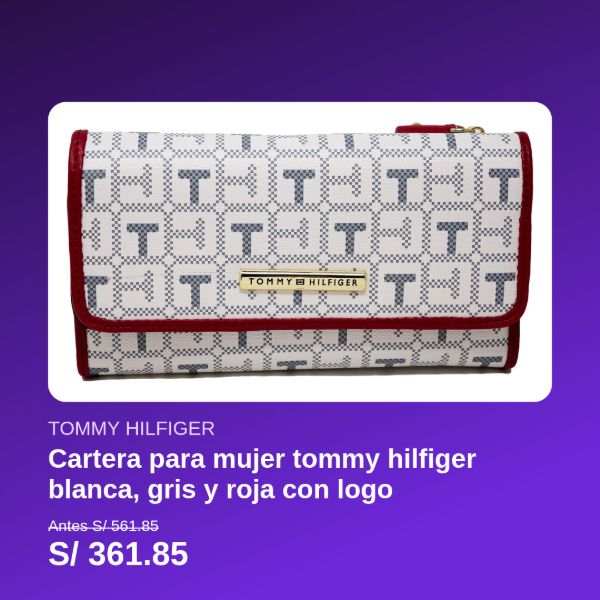 TOMMY HILFIGER
TOMMY HILFIGER
Cartera para mujer tommy hilfiger
blanca, gris y roja con logo
Antes S/ 561.85
S/ 361.85